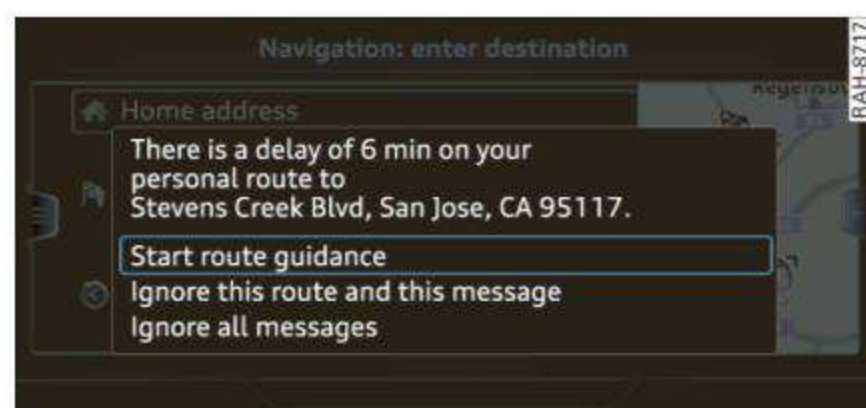 Navigation: enter destination
RAH-8717
Home address
There is a delay of 6 min on your
personal route to
Stevens Creek Blvd, San Jose, CA 95117.
Start route guidance
Ignore this route and this message
Ignore all messages